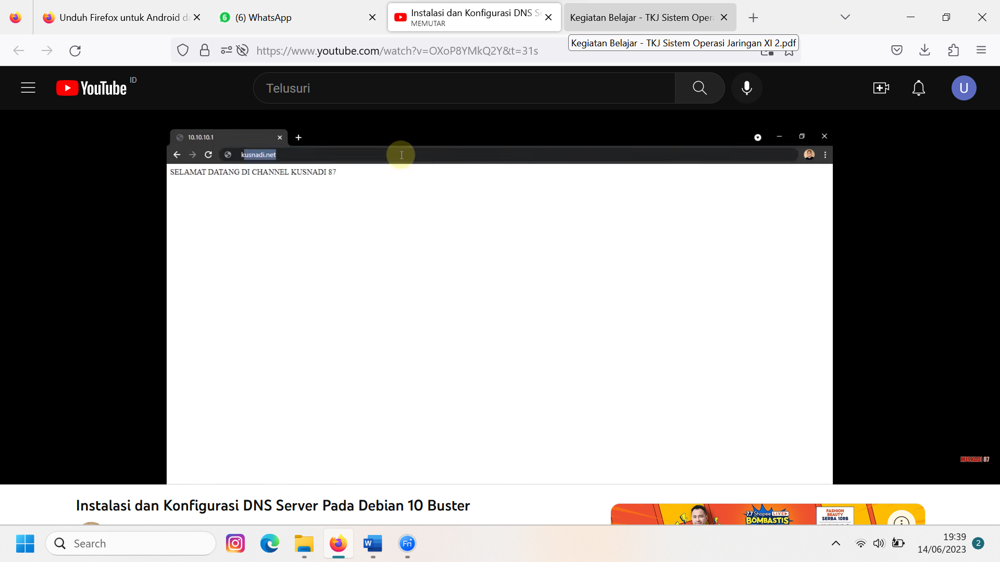 Unduh Firefox untuk Android da
(6) WhatsApp
Instalasi dan Konfigurasi DNS Se
MEMUTAR
Kegiatan Belajar - TKJ Sistem Oper
https://www.youtube.com/watch?v=OXoP8YMkQ2Y&t=31s
Kegiatan Belajar - TKJ Sistem Operasi Jaringan XI 2.pdf
YouTube ID
Telusuri
U
10.10.10.1
kusnadi.net
SELAMAT DATANG DI CHANNEL KUSNADI 87
KUSNADI 87
Instalasi dan Konfigurasi DNS Server Pada Debian 10 Buster
7.7 Shopee LIVE
BOMBASTIS
FASHION
BEAUTY
SERBA 10RB
Search
19:39
14/06/2023
2